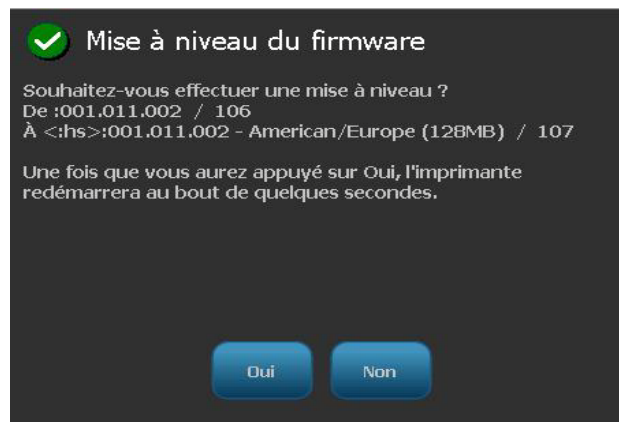 Mise à niveau du firmware
Souhaitez-vous effectuer une mise à niveau ?
De :001.011.002 / 106
À <:hs>:001.011.002 - American/Europe (128MB) / 107
Une fois que vous aurez appuyé sur Oui, l'imprimante
redémarrera au bout de quelques secondes.
Oui
Non